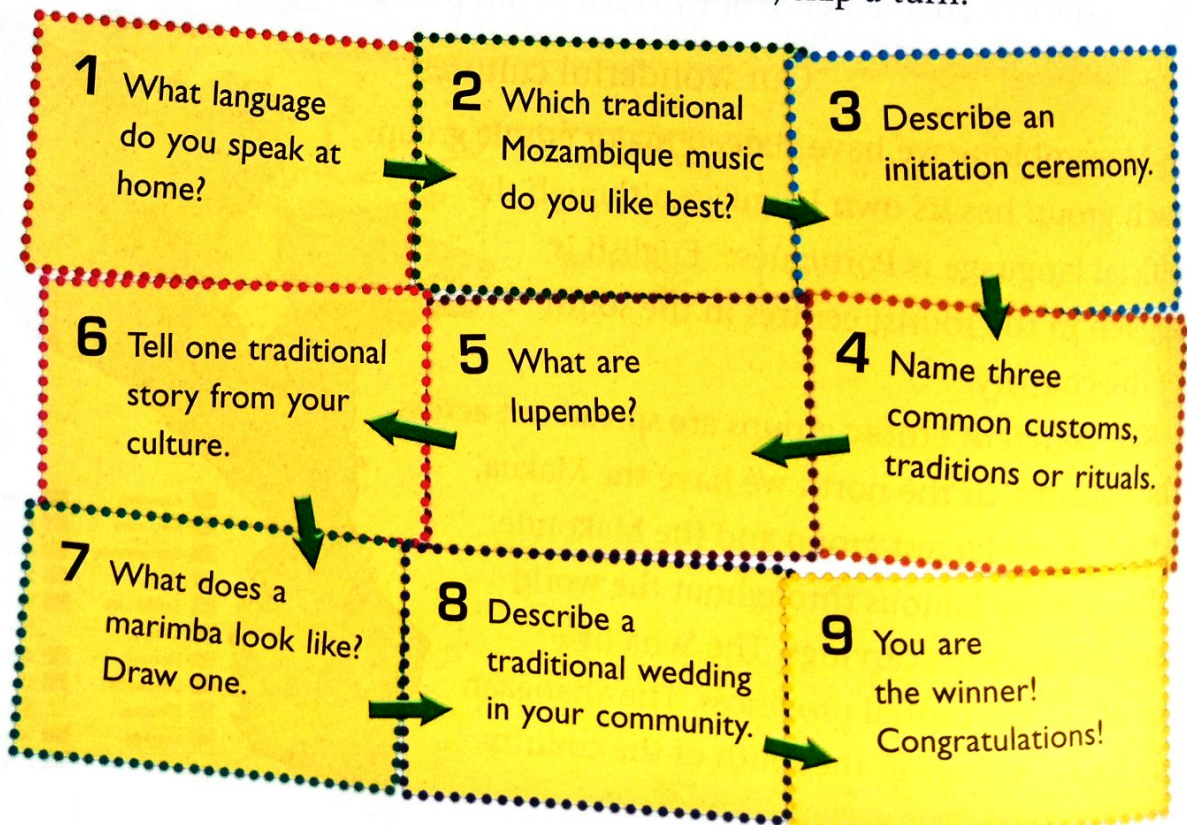 skip a turn.
1 What language
do you speak at
home?
2 Which traditional
Mozambique music
do you like best?
3 Describe an
initiation ceremony.
6 Tell one traditional
story from your
culture.
5 What are
lupembe?
4 Name three
common customs,
traditions or rituals.
7 What does a
marimba look like?
Draw one.
8 Describe a
traditional wedding
in your community.
9 You are
the winner!
Congratulations!